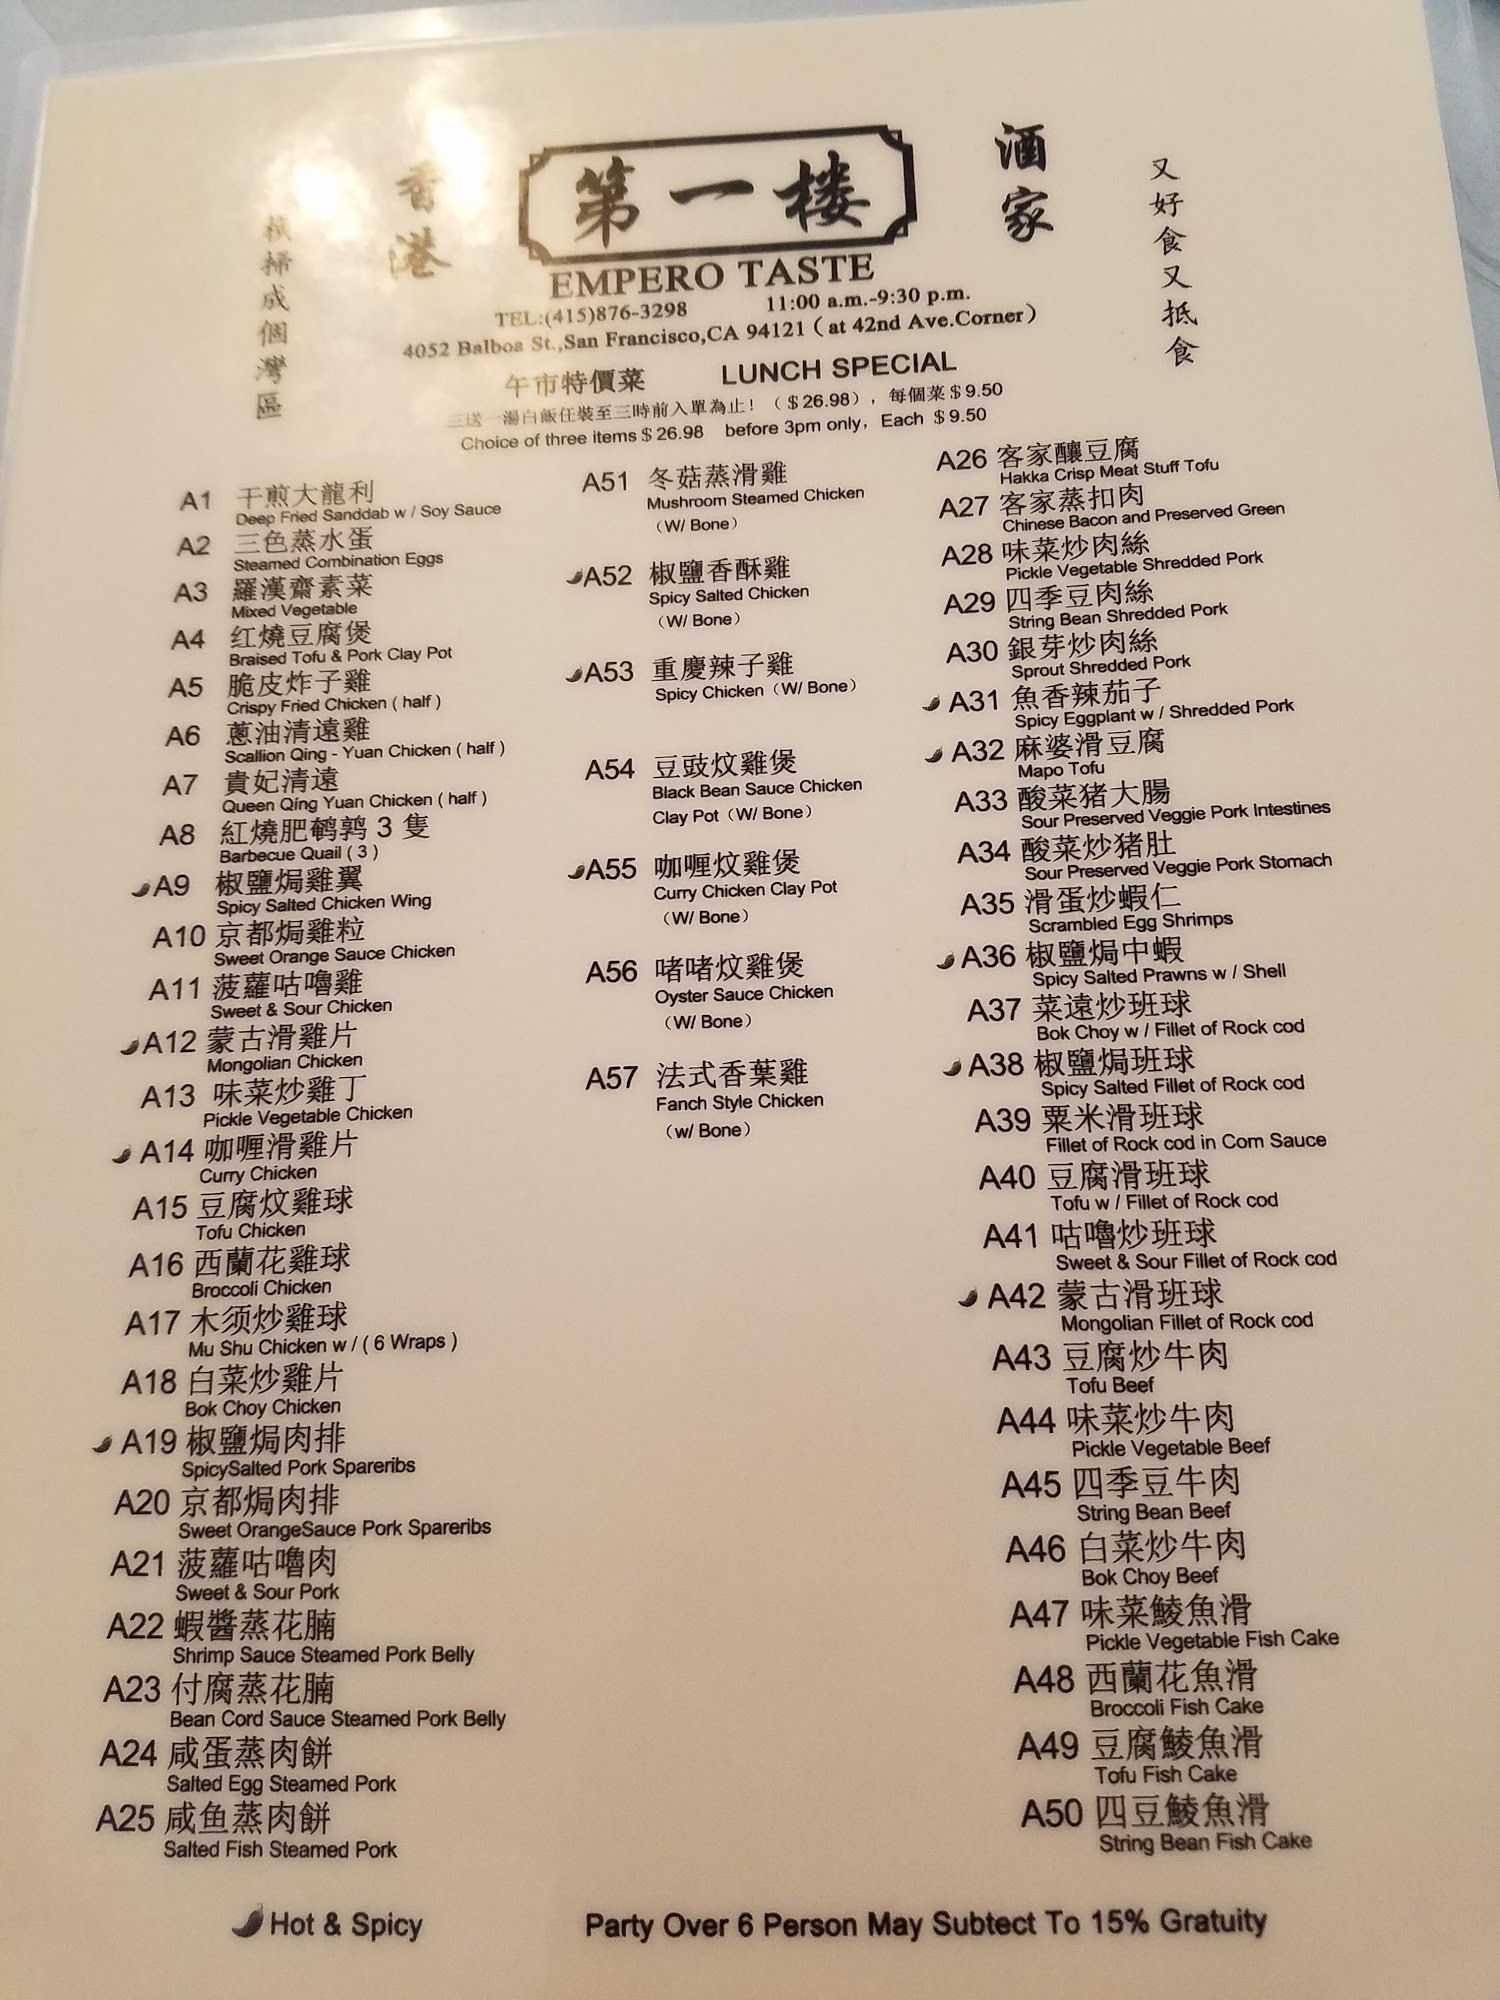 香港
第一楼
酒家
掃成個灣區
又好食又抵食
EMPERO TASTE
TEL:(415)876-3298 11:00 a.m.-9:30 p.m.
4052 Balboa St.,San Francisco,CA 94121（at 42nd Ave.Corner）
午市特價菜 LUNCH SPECIAL
三送一湯白飯任裝至三時前入單為止！（$26.98），每個菜$9.50
Choice of three items $26.98 before 3pm only，Each $9.50
A1 干煎大龍利
Deep Fried Sanddab w / Soy Sauce
A2 三色蒸水蛋
Steamed Combination Eggs
A3 羅漢齋素菜
Mixed Vegetable
A4 红燒豆腐煲
Braised Tofu & Pork Clay Pot
A5 脆皮炸子雞
Crispy Fried Chicken ( half )
A6 蔥油清遠雞
Scallion Qing - Yuan Chicken ( half )
A7 貴妃清遠
Queen Qíng Yuan Chicken ( half )
A8 紅燒肥鹌鹑 3 隻
Barbecue Quail ( 3 )
A9 椒鹽焗雞翼
Spicy Salted Chicken Wing
A10 京都焗雞粒
Sweet Orange Sauce Chicken
A11 菠蘿咕嚕雞
Sweet & Sour Chicken
A12 蒙古滑雞片
Mongolian Chicken
A13 味菜炒雞丁
Pickle Vegetable Chicken
A14 咖喱滑雞片
Curry Chicken
A15 豆腐炆雞球
Tofu Chicken
A16 西蘭花雞球
Broccoli Chicken
A17 木须炒雞球
Mu Shu Chicken w / ( 6 Wraps )
A18 白菜炒雞片
Bok Choy Chicken
A19 椒鹽焗肉排
SpicySalted Pork Spareribs
A20 京都焗肉排
Sweet OrangeSauce Pork Spareribs
A21 菠蘿咕嚕肉
Sweet & Sour Pork
A22 蝦醬蒸花腩
Shrimp Sauce Steamed Pork Belly
A23 付腐蒸花腩
Bean Cord Sauce Steamed Pork Belly
A24 咸蛋蒸肉餅
Salted Egg Steamed Pork
A25 咸鱼蒸肉餅
Salted Fish Steamed Pork
A51 冬菇蒸滑雞
Mushroom Steamed Chicken
（W/ Bone）
A52 椒鹽香酥雞
Spicy Salted Chicken
（W/ Bone）
A53 重慶辣子雞
Spicy Chicken（W/ Bone）
A54 豆豉炆雞煲
Black Bean Sauce Chicken
Clay Pot（W/ Bone）
A55 咖喱炆雞煲
Curry Chicken Clay Pot
（W/ Bone）
A56 啫啫炆雞煲
Oyster Sauce Chicken
（W/ Bone）
A57 法式香葉雞
Fanch Style Chicken
（w/ Bone）
A26 客家釀豆腐
Hakka Crisp Meat Stuff Tofu
A27 客家蒸扣肉
Chinese Bacon and Preserved Green
A28 味菜炒肉絲
Pickle Vegetable Shredded Pork
A29 四季豆肉絲
String Bean Shredded Pork
A30 銀芽炒肉絲
Sprout Shredded Pork
A31 魚香辣茄子
Spicy Eggplant w / Shredded Pork
A32 麻婆滑豆腐
Mapo Tofu
A33 酸菜猪大腸
Sour Preserved Veggie Pork Intestines
A34 酸菜炒猪肚
Sour Preserved Veggie Pork Stomach
A35 滑蛋炒蝦仁
Scrambled Egg Shrimps
A36 椒鹽焗中蝦
Spicy Salted Prawns w / Shell
A37 菜遠炒班球
Bok Choy w / Fillet of Rock cod
A38 椒鹽焗班球
Spicy Salted Fillet of Rock cod
A39 粟米滑班球
Fillet of Rock cod in Corn Sauce
A40 豆腐滑班球
Tofu w / Fillet of Rock cod
A41 咕嚕炒班球
Sweet & Sour Fillet of Rock cod
A42 蒙古滑班球
Mongolian Fillet of Rock cod
A43 豆腐炒牛肉
Tofu Beef
A44 味菜炒牛肉
Pickle Vegetable Beef
A45 四季豆牛肉
String Bean Beef
A46 白菜炒牛肉
Bok Choy Beef
A47 味菜鯪魚滑
Pickle Vegetable Fish Cake
A48 西蘭花魚滑
Broccoli Fish Cake
A49 豆腐鯪魚滑
Tofu Fish Cake
A50 四豆鯪魚滑
String Bean Fish Cake
Hot & Spicy
Party Over 6 Person May Subtect To 15% Gratuity